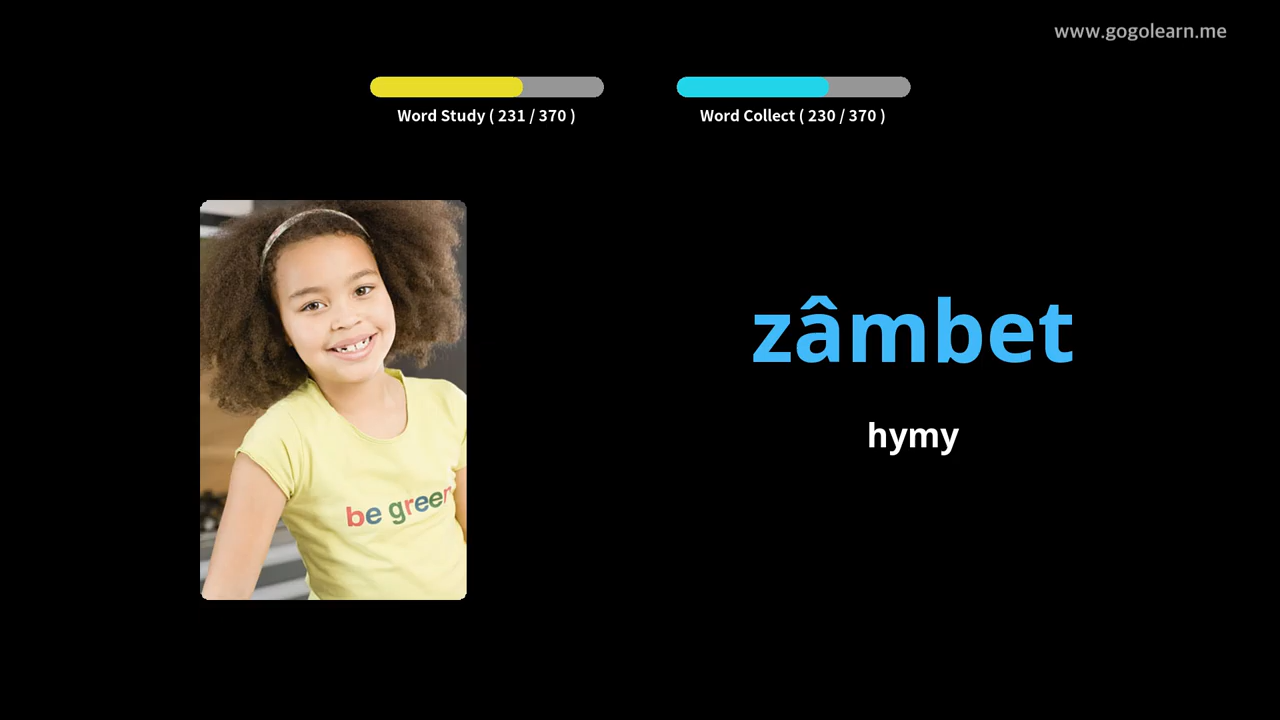 www.gogolearn.me
Word Study ( 231 / 370 )
Word Collect ( 230 / 370 )
zâmbet
hymy
be green